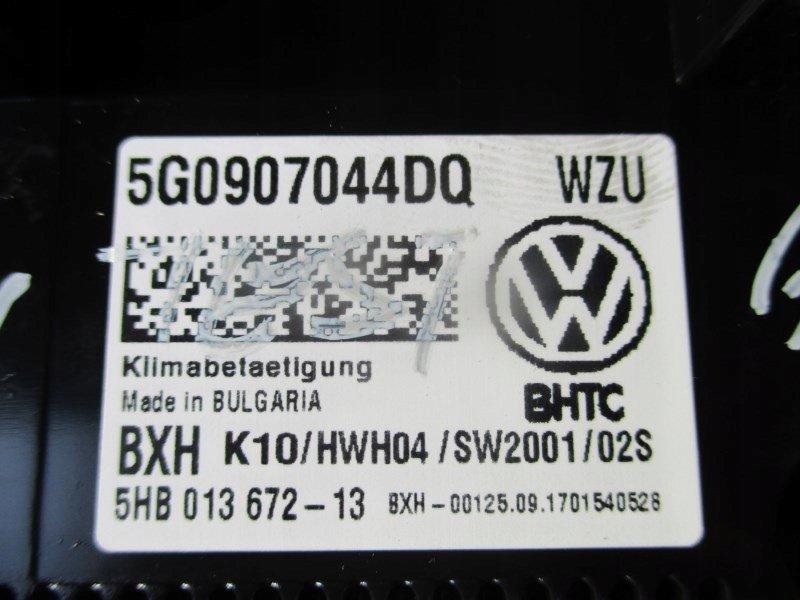 5G0907044DQ WZU
Klimabetaetigung
Made in BULGARIA
BHTC
BXH K10/HWH04/SW2001/02S
5HB 013 672-13 BXH-00125.09.1701540528